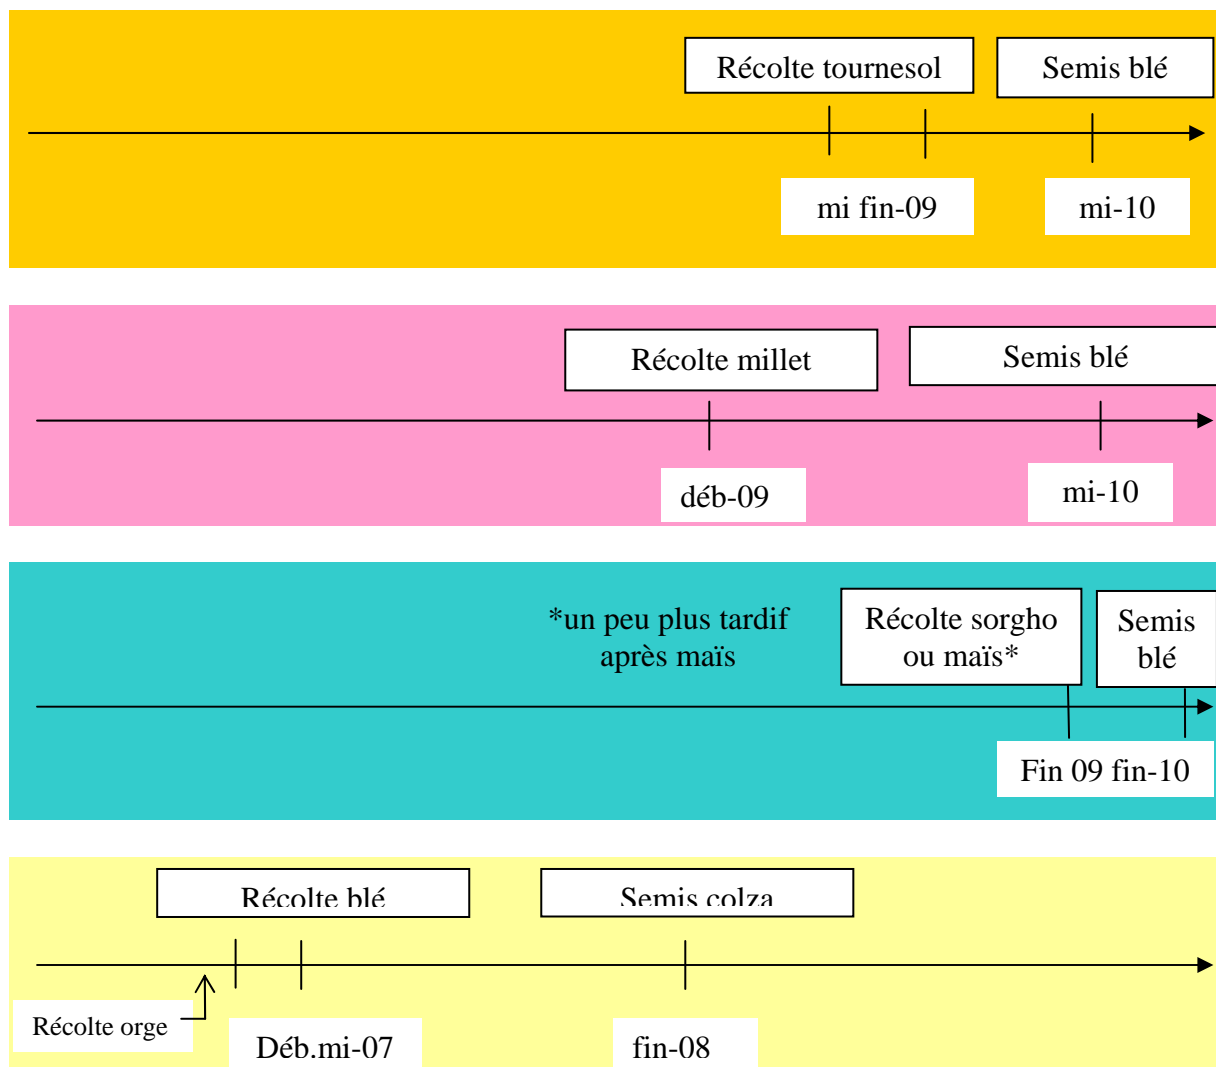 Récolte tournesol
Semis blé
mi fin-09
mi-10
Récolte millet
Semis blé
déb-09
mi-10
*un peu plus tardif
après maïs
Récolte sorgho
ou maïs*
Semis
blé
Fin 09 fin-10
Récolte blé
Semis colza
Récolte orge
Déb.mi-07
fin-08